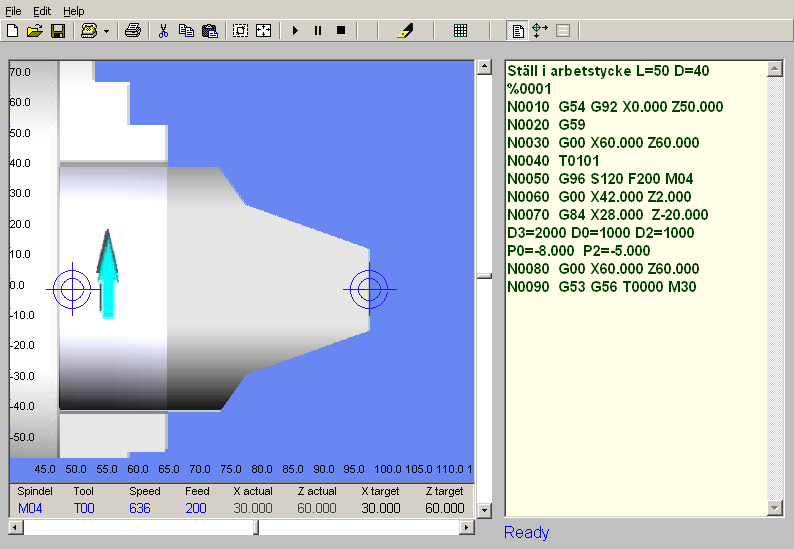 File Edit Help
70.0
60.0
50.0
40.0
30.0
20.0
10.0
0.0
-10.0
-20.0
-30.0
-40.0
-50.0
45.0 50.0 55.0 60.0 65.0 70.0 75.0 80.0 85.0 90.0 95.0 100.0 105.0 110.0 1
Spindel Tool Speed Feed X actual Z actual X target Z target
M04 T00 636 200 30.000 60.000 30.000 60.000
Ställ i arbetstycke L=50 D=40
%0001
N0010 G54 G92 X0.000 Z50.000
N0020 G59
N0030 G00 X60.000 Z60.000
N0040 T0101
N0050 G96 S120 F200 M04
N0060 G00 X42.000 Z2.000
N0070 G84 X28.000 Z-20.000
D3=2000 D0=1000 D2=1000
P0=-8.000 P2=-5.000
N0080 G00 X60.000 Z60.000
N0090 G53 G56 T0000 M30
Ready